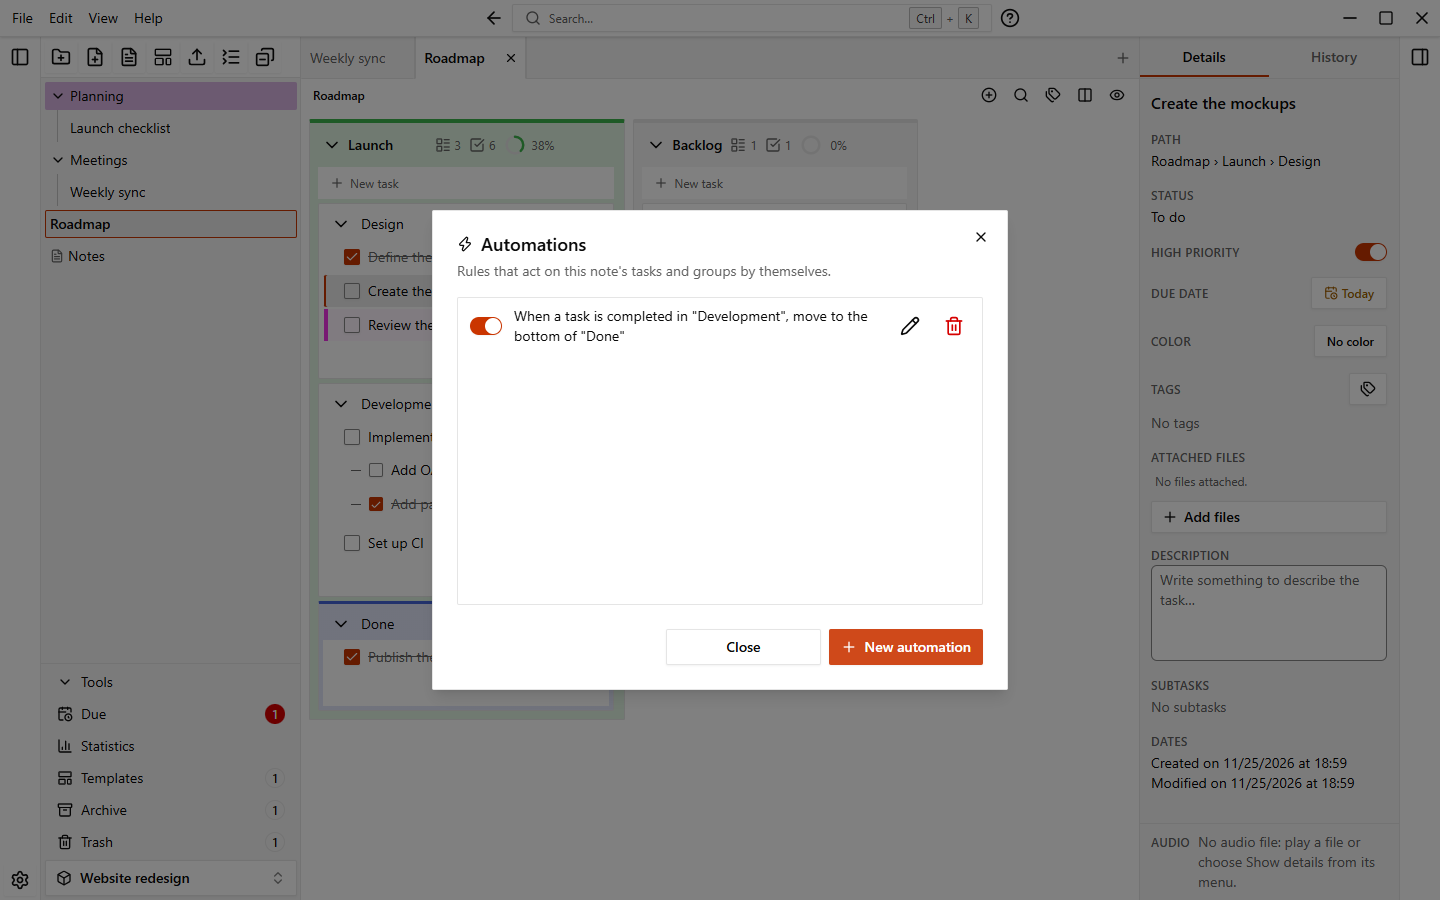 File Edit View Help
Search... Ctrl + K
Weekly sync
Roadmap
Details
History
Planning
Launch checklist
Meetings
Weekly sync
Roadmap
Notes
Tools
Due 1
Statistics
Templates 1
Archive 1
Trash 1
Website redesign
Roadmap
Launch 3 6 38%
New task
Design
Define the
Create the
Review the
Developme
Implement
Add O
Add pa
Set up CI
Done
Publish the
Backlog 1 1 0%
New task
Automations
Rules that act on this note's tasks and groups by themselves.
When a task is completed in "Development", move to the
bottom of "Done"
Close
New automation
Create the mockups
PATH
Roadmap › Launch › Design
STATUS
To do
HIGH PRIORITY
DUE DATE Today
COLOR No color
TAGS
No tags
ATTACHED FILES
No files attached.
Add files
DESCRIPTION
Write something to describe the
task...
SUBTASKS
No subtasks
DATES
Created on 11/25/2026 at 18:59
Modified on 11/25/2026 at 18:59
AUDIO No audio file: play a file or
choose Show details from its
menu.